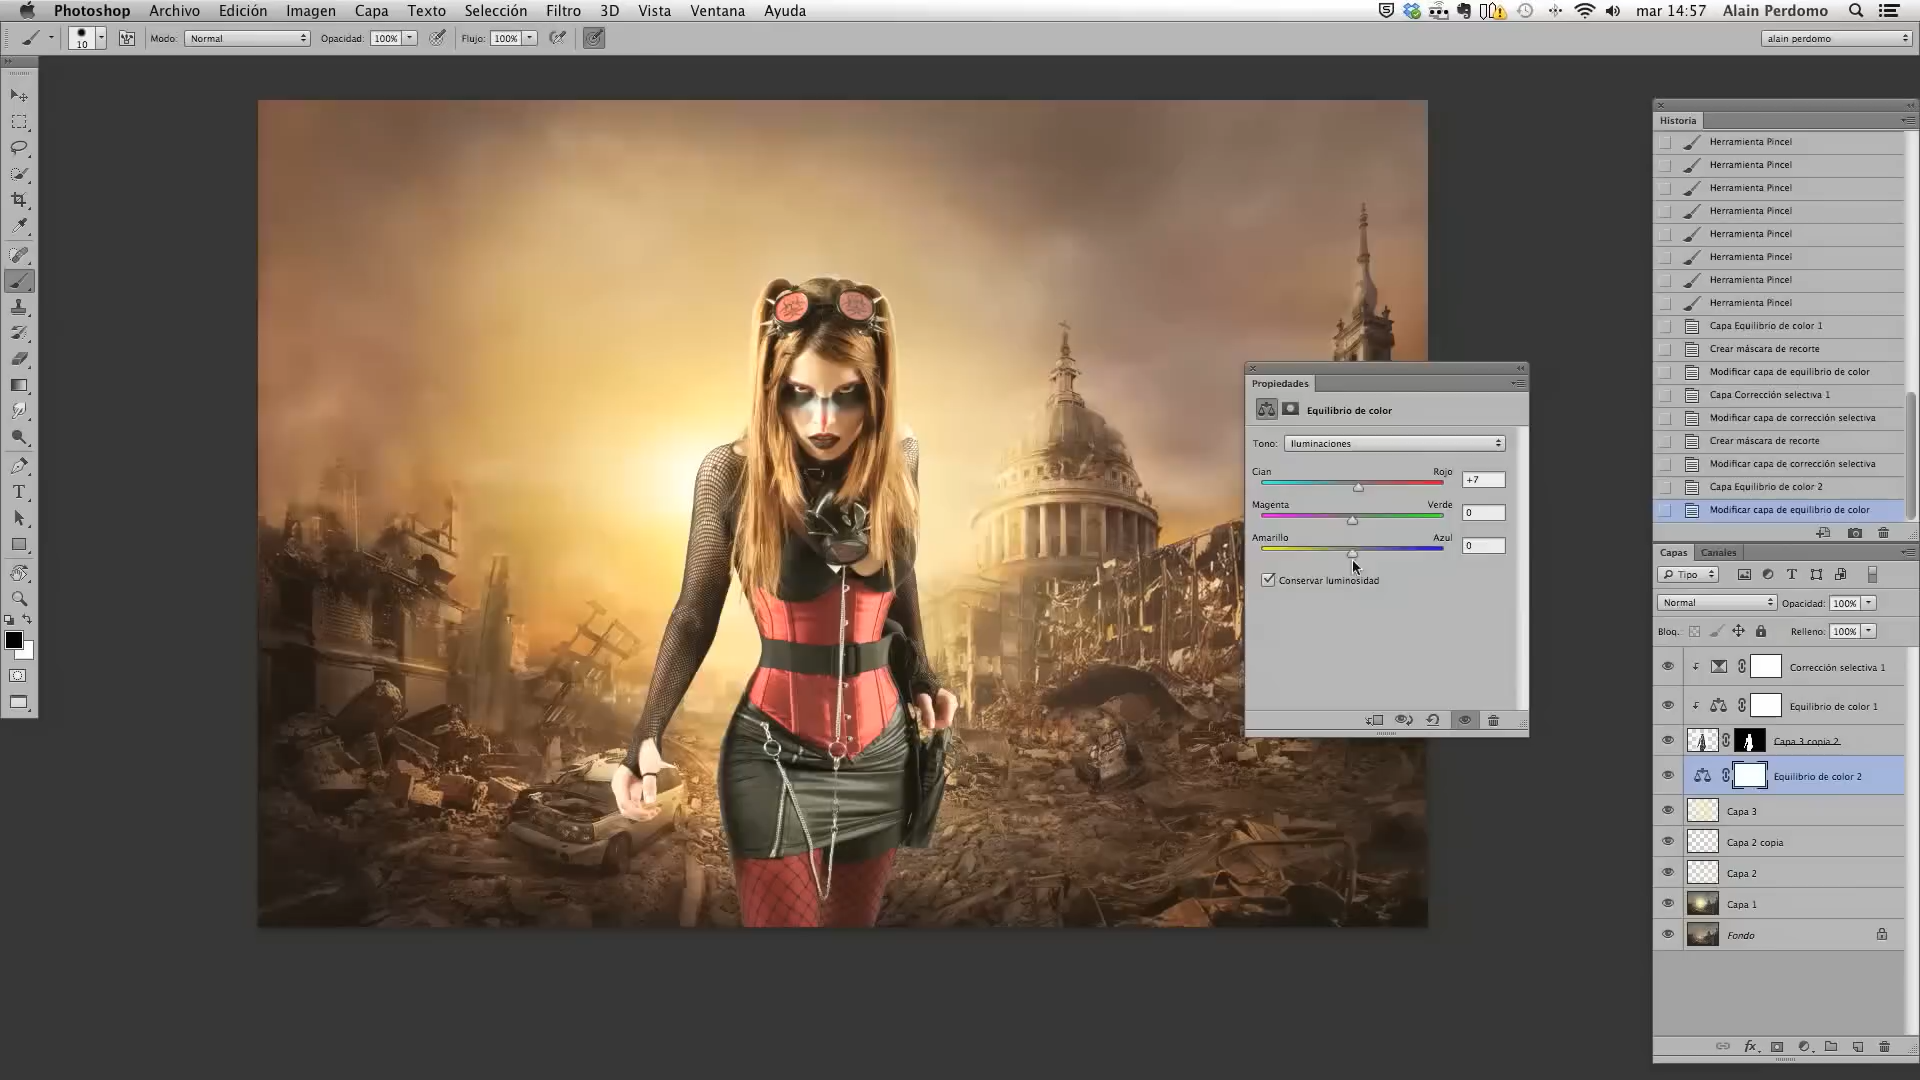 Photoshop Archivo Edición Imagen Capa Texto Selección Filtro 3D Vista Ventana Ayuda mar 14:57 Alain Perdomo
10 Modo: Normal Opacidad: 100% Flujo: 100% alain perdomo
Historia
Herramienta Pincel
Herramienta Pincel
Herramienta Pincel
Herramienta Pincel
Herramienta Pincel
Herramienta Pincel
Herramienta Pincel
Herramienta Pincel
Capa Equilibrio de color 1
Crear máscara de recorte
Modificar capa de equilibrio de color
Capa Corrección selectiva 1
Modificar capa de corrección selectiva
Crear máscara de recorte
Modificar capa de corrección selectiva
Capa Equilibrio de color 2
Modificar capa de equilibrio de color
Propiedades
Equilibrio de color
Tono: Iluminaciones
Cian Rojo +7
Magenta Verde 0
Amarillo Azul 0
Conservar luminosidad
Capas Canales
Tipo
Normal Opacidad: 100%
Bloq.: Relleno: 100%
Corrección selectiva 1
Equilibrio de color 1
Capa 3 copia 2
Equilibrio de color 2
Capa 3
Capa 2 copia
Capa 2
Capa 1
Fondo
fx